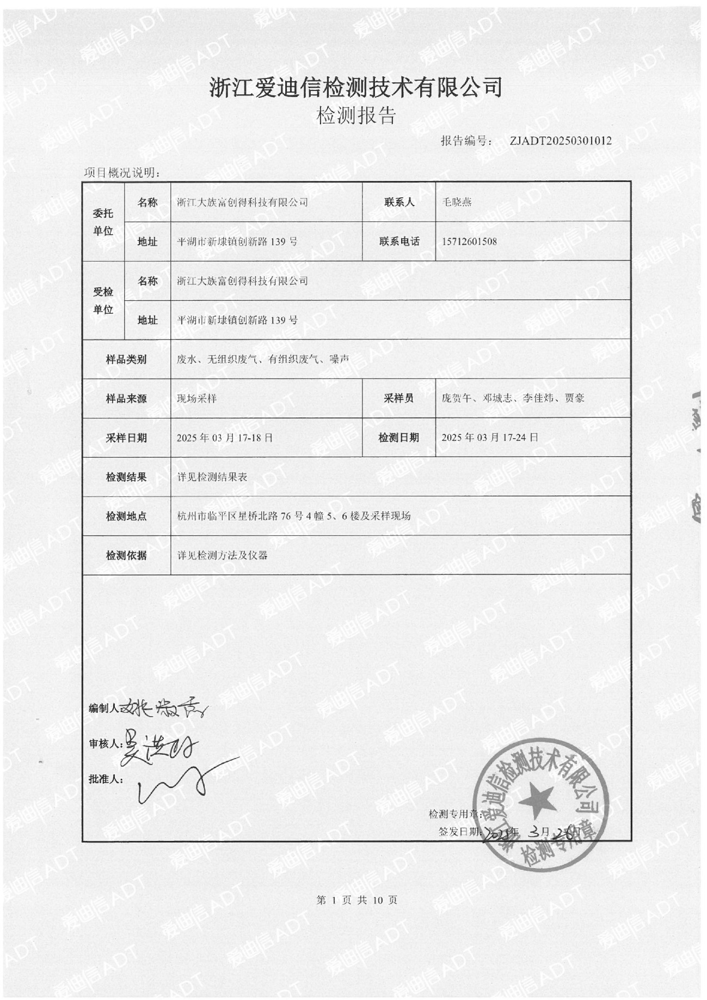 浙江爱迪信检测技术有限公司
检测报告
报告编号： ZJADT20250301012
项目概况说明：
委托单位 名称 浙江大族富创得科技有限公司 联系人 毛晓燕
地址 平湖市新埭镇创新路 139 号 联系电话 15712601508
受检单位 名称 浙江大族富创得科技有限公司
地址 平湖市新埭镇创新路 139 号
样品类别 废水、无组织废气、有组织废气、噪声
样品来源 现场采样 采样员 庞贺午、邓城志、李佳炜、贾豪
采样日期 2025 年 03 月 17-18 日 检测日期 2025 年 03 月 17-24 日
检测结果 详见检测结果表
检测地点 杭州市临平区星桥北路 76 号 4 幢 5、6 楼及采样现场
检测依据 详见检测方法及仪器
编制人：
审核人：
批准人：
检测专用章：
签发日期：2025年 3月 日
浙江爱迪信检测技术有限公司
检测专用章
第 1 页 共 10 页
爱迪信ADT